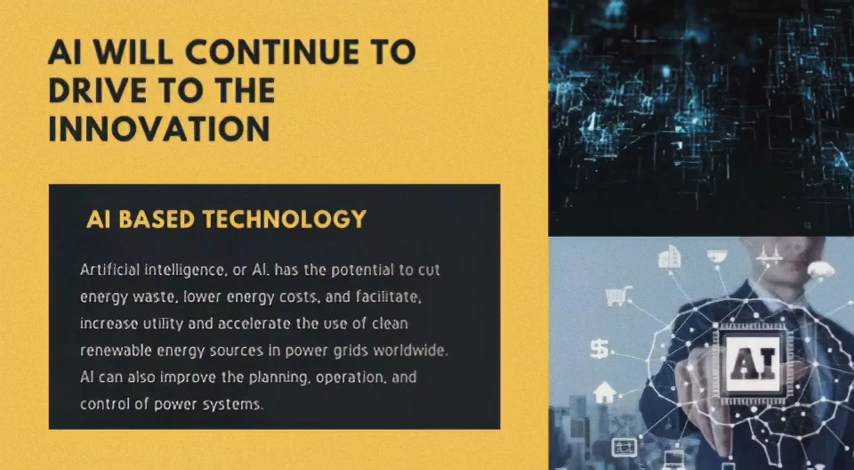 AI WILL CONTINUE TO
DRIVE TO THE
INNOVATION
AI BASED TECHNOLOGY
Artificial intelligence, or AI, has the potential to cut
energy waste, lower energy costs, and facilitate,
increase utility and accelerate the use of clean
renewable energy sources in power grids worldwide.
AI can also improve the planning, operation, and
control of power systems.
$
AI